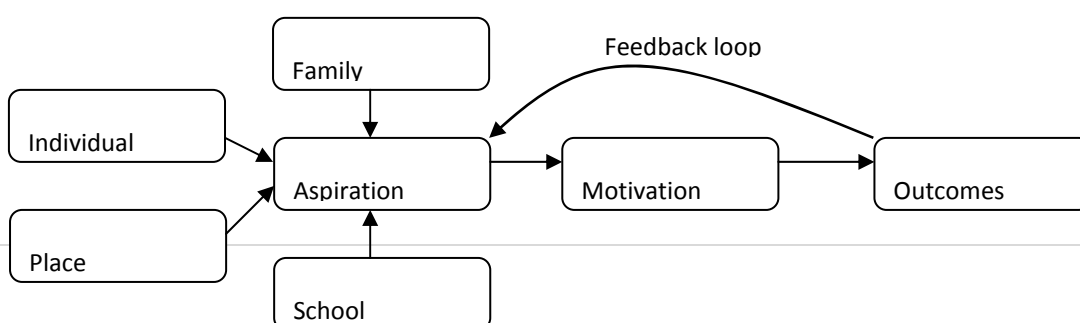 Feedback loop
Family
Individual
Aspiration
Motivation
Outcomes
Place
School